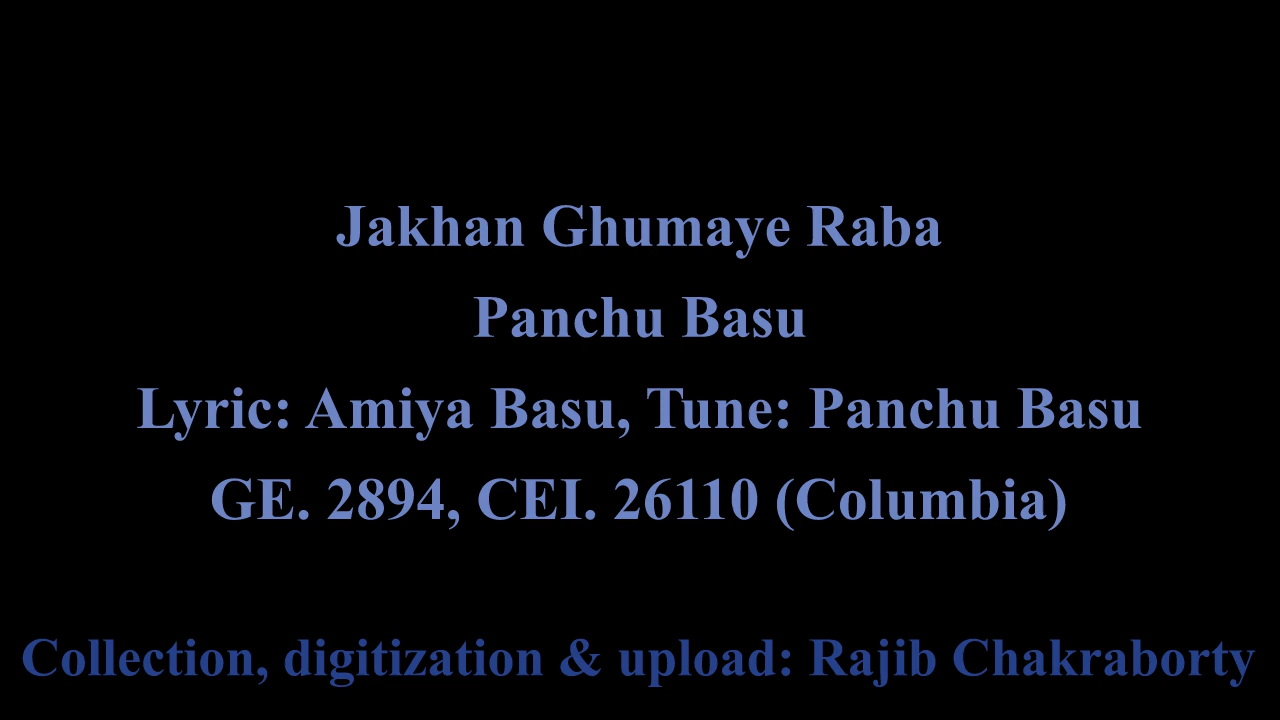 Jakhan Ghumaye Raba
Panchu Basu
Lyric: Amiya Basu, Tune: Panchu Basu
GE. 2894, CEI. 26110 (Columbia)
Collection, digitization & upload: Rajib Chakraborty